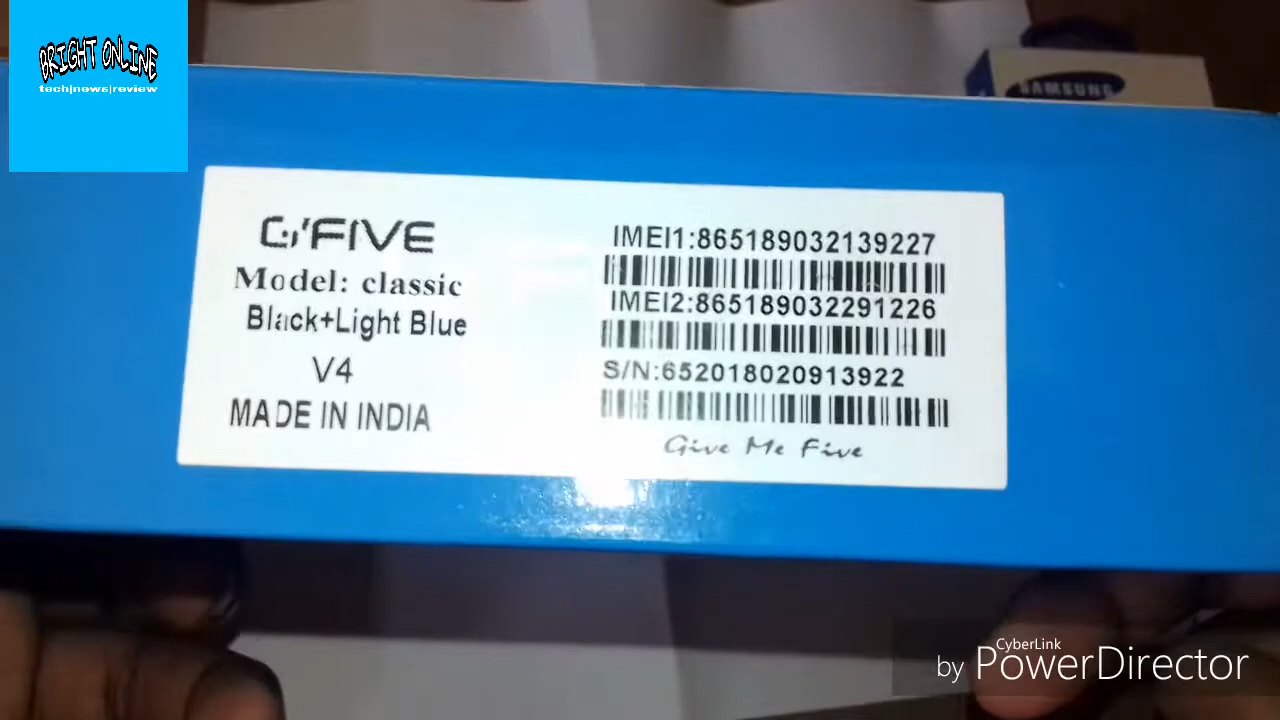 BRIGHT ONLINE
tech|news|review
SAMSUNG
G'FIVE
Model: classic
Black+Light Blue
V4
MADE IN INDIA
IMEI1:865189032139227
IMEI2:865189032291226
S/N:652018020913922
Give Me Five
CyberLink
by PowerDirector